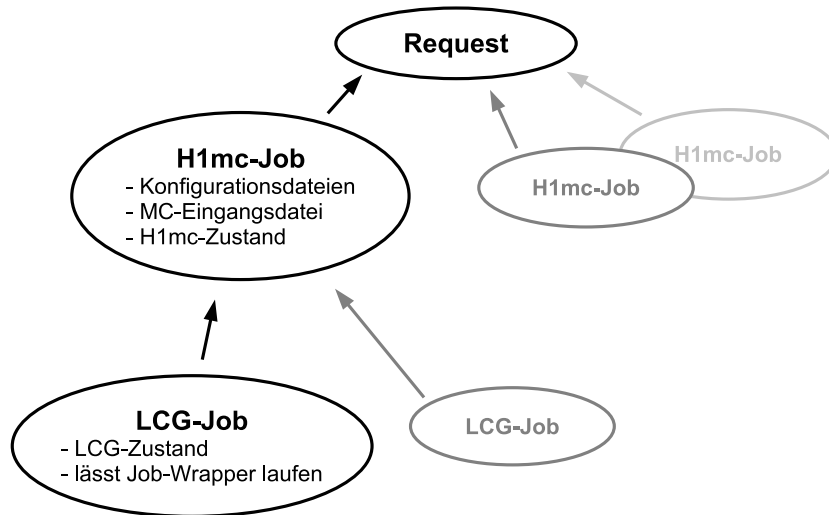 Request
H1mc-Job
- Konfigurationsdateien
- MC-Eingangsdatei
- H1mc-Zustand
H1mc-Job
H1mc-Job
LCG-Job
- LCG-Zustand
- lässt Job-Wrapper laufen
LCG-Job